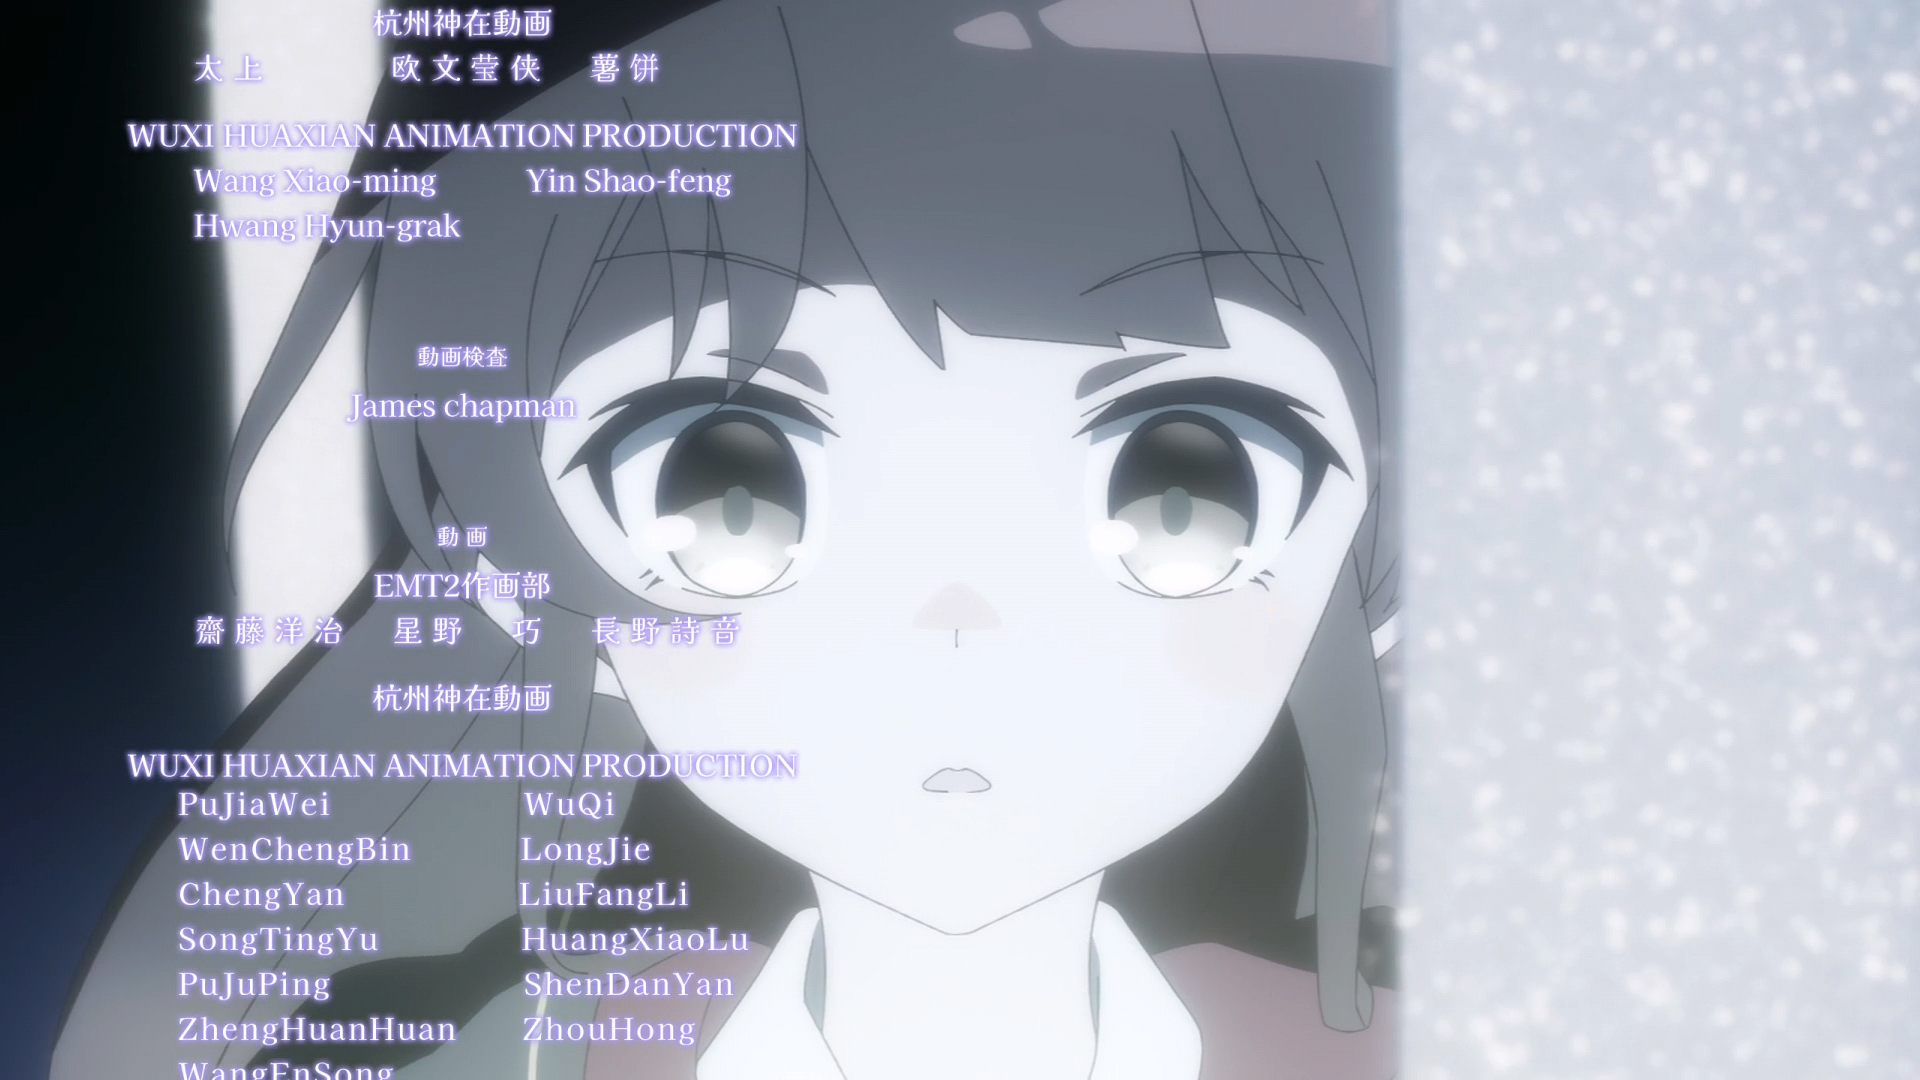 杭州神在動画
太上 欧文莹侠 薯饼
WUXI HUAXIAN ANIMATION PRODUCTION
Wang Xiao-ming Yin Shao-feng
Hwang Hyun-grak
動画検査
James chapman
動画
EMT2作画部
齋藤洋治 星野 巧 長野詩音
杭州神在動画
WUXI HUAXIAN ANIMATION PRODUCTION
PuJiaWei WuQi
WenChengBin LongJie
ChengYan LiuFangLi
SongTingYu HuangXiaoLu
PuJuPing ShenDanYan
ZhengHuanHuan ZhouHong
WangEnSong